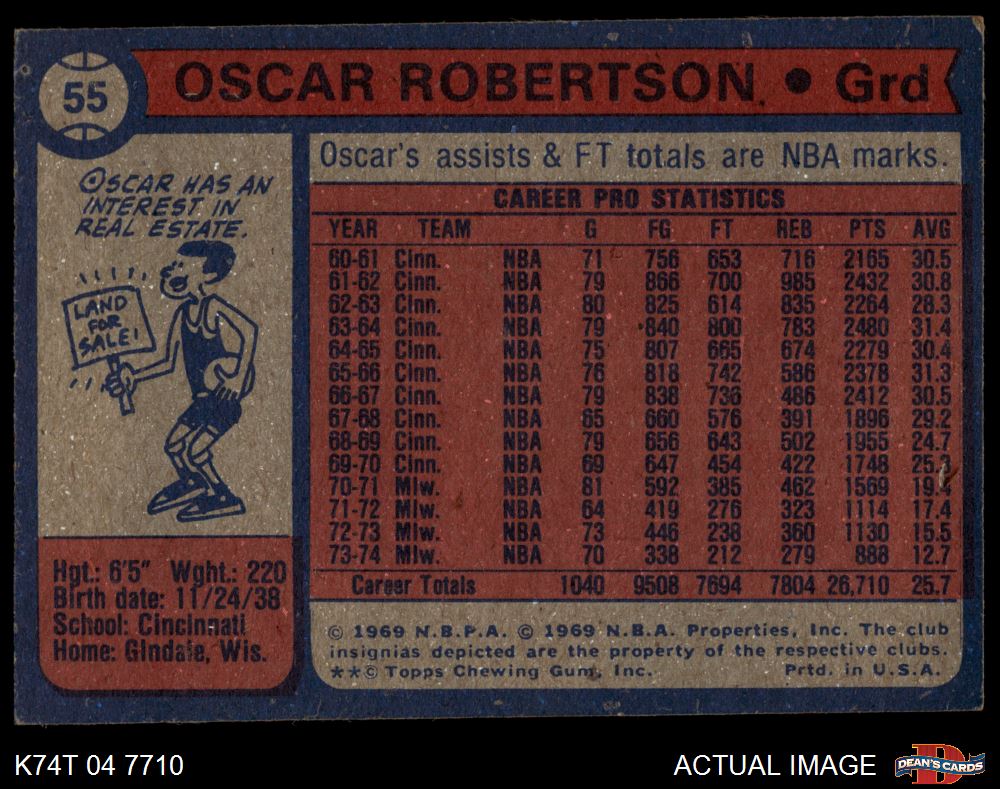 55
OSCAR ROBERTSON • Grd
OSCAR HAS AN
INTEREST IN
REAL ESTATE.
LAND
FOR
SALE!
Hgt.: 6'5" Wght.: 220
Birth date: 11/24/38
School: Cincinnati
Home: Glndale, Wis.
Oscar's assists & FT totals are NBA marks.
CAREER PRO STATISTICS
YEAR TEAM G FG FT REB PTS AVG
60-61 Cinn. NBA 71 756 653 716 2165 30.5
61-62 Cinn. NBA 79 866 700 985 2432 30.8
62-63 Cinn. NBA 80 825 614 835 2264 28.3
63-64 Cinn. NBA 79 840 800 783 2480 31.4
64-65 Cinn. NBA 75 807 665 674 2279 30.4
65-66 Cinn. NBA 76 818 742 586 2378 31.3
66-67 Cinn. NBA 79 838 736 486 2412 30.5
67-68 Cinn. NBA 65 660 576 391 1896 29.2
68-69 Cinn. NBA 79 656 643 502 1955 24.7
69-70 Cinn. NBA 69 647 454 422 1748 25.3
70-71 Mlw. NBA 81 592 385 462 1569 19.4
71-72 Mlw. NBA 64 419 276 323 1114 17.4
72-73 Mlw. NBA 73 446 238 360 1130 15.5
73-74 Mlw. NBA 70 338 212 279 888 12.7
Career Totals 1040 9508 7694 7804 26,710 25.7
© 1969 N.B.P.A. © 1969 N.B.A. Properties, Inc. The club
insignias depicted are the property of the respective clubs.
**© Topps Chewing Gum, Inc. Prtd. in U.S.A.
K74T 04 7710
ACTUAL IMAGE
D
DEAN'S CARDS